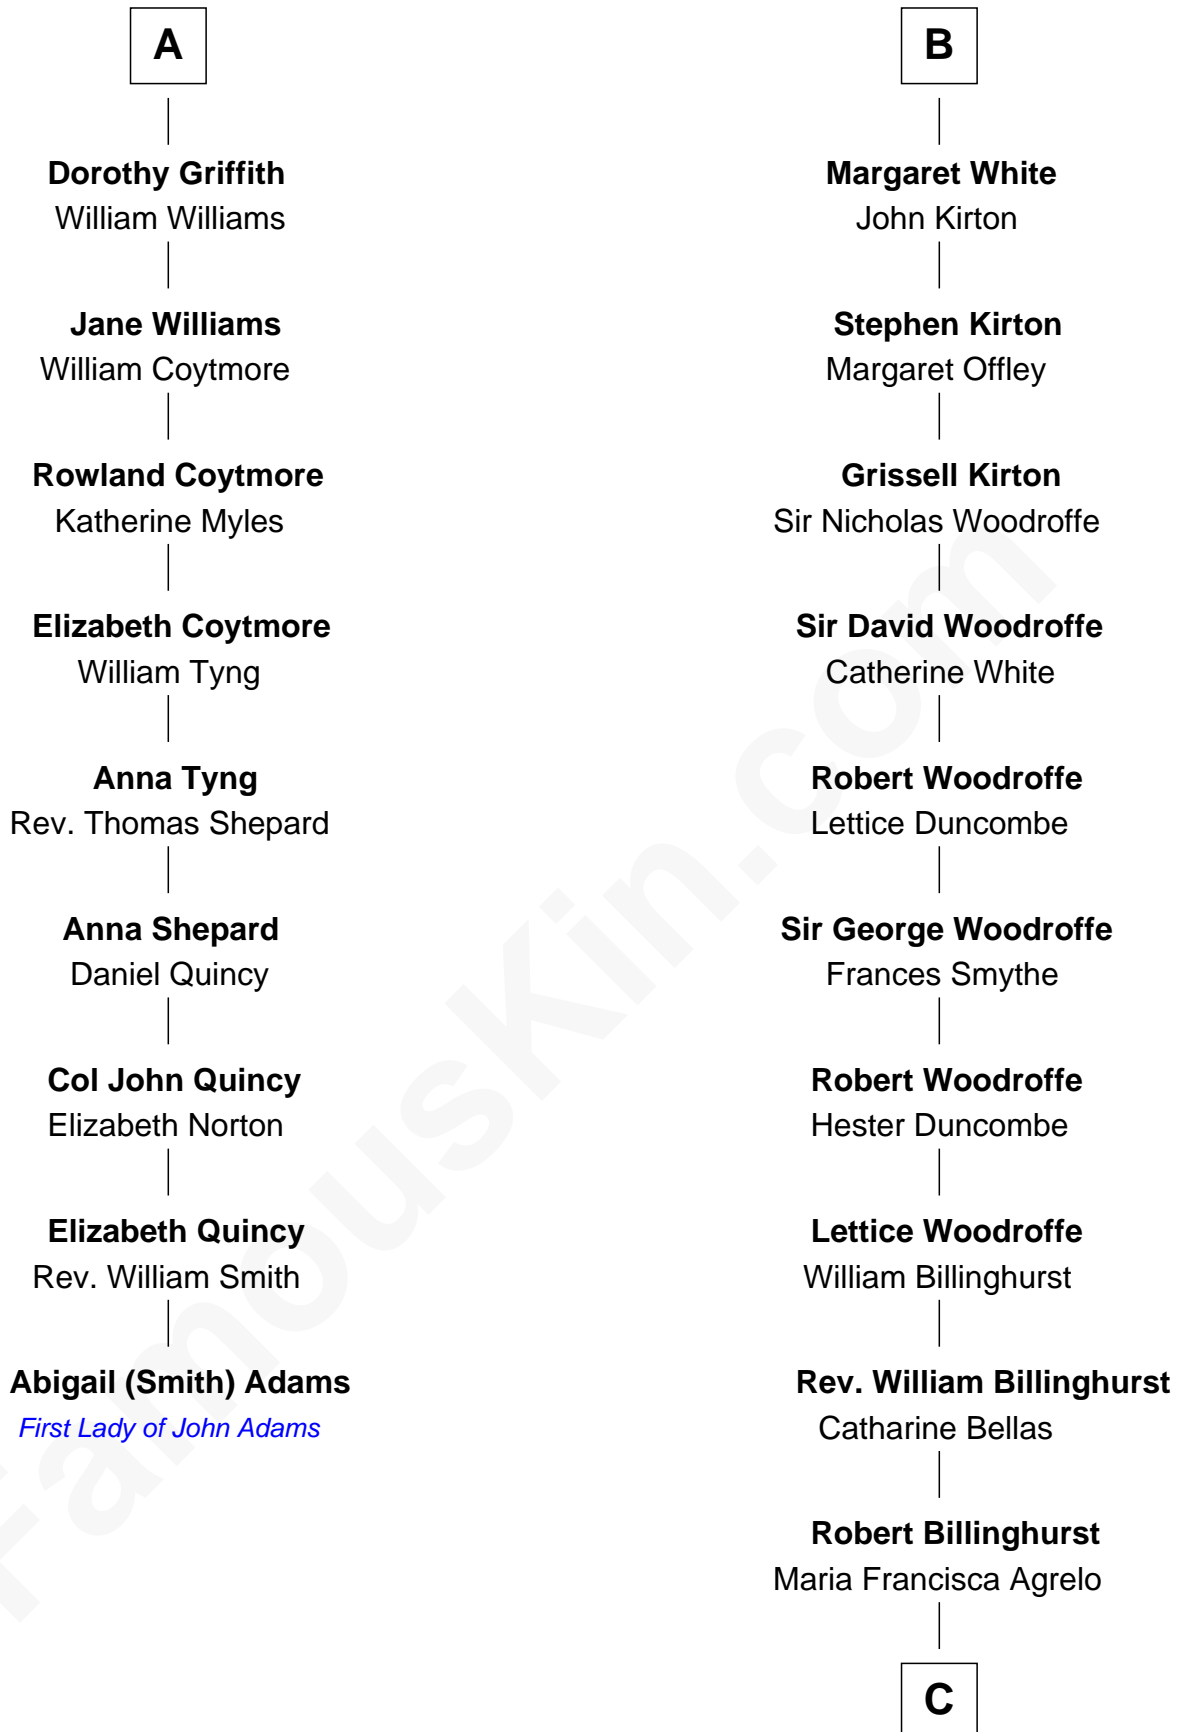 A
Dorothy Griffith
William Williams
Jane Williams
William Coytmore
Rowland Coytmore
Katherine Myles
Elizabeth Coytmore
William Tyng
Anna Tyng
Rev. Thomas Shepard
Anna Shepard
Daniel Quincy
Col John Quincy
Elizabeth Norton
Elizabeth Quincy
Rev. William Smith
Abigail (Smith) Adams
First Lady of John Adams
B
Margaret White
John Kirton
Stephen Kirton
Margaret Offley
Grissell Kirton
Sir Nicholas Woodroffe
Sir David Woodroffe
Catherine White
Robert Woodroffe
Lettice Duncombe
Sir George Woodroffe
Frances Smythe
Robert Woodroffe
Hester Duncombe
Lettice Woodroffe
William Billinghurst
Rev. William Billinghurst
Catharine Bellas
Robert Billinghurst
Maria Francisca Agrelo
C
FamousKin.com